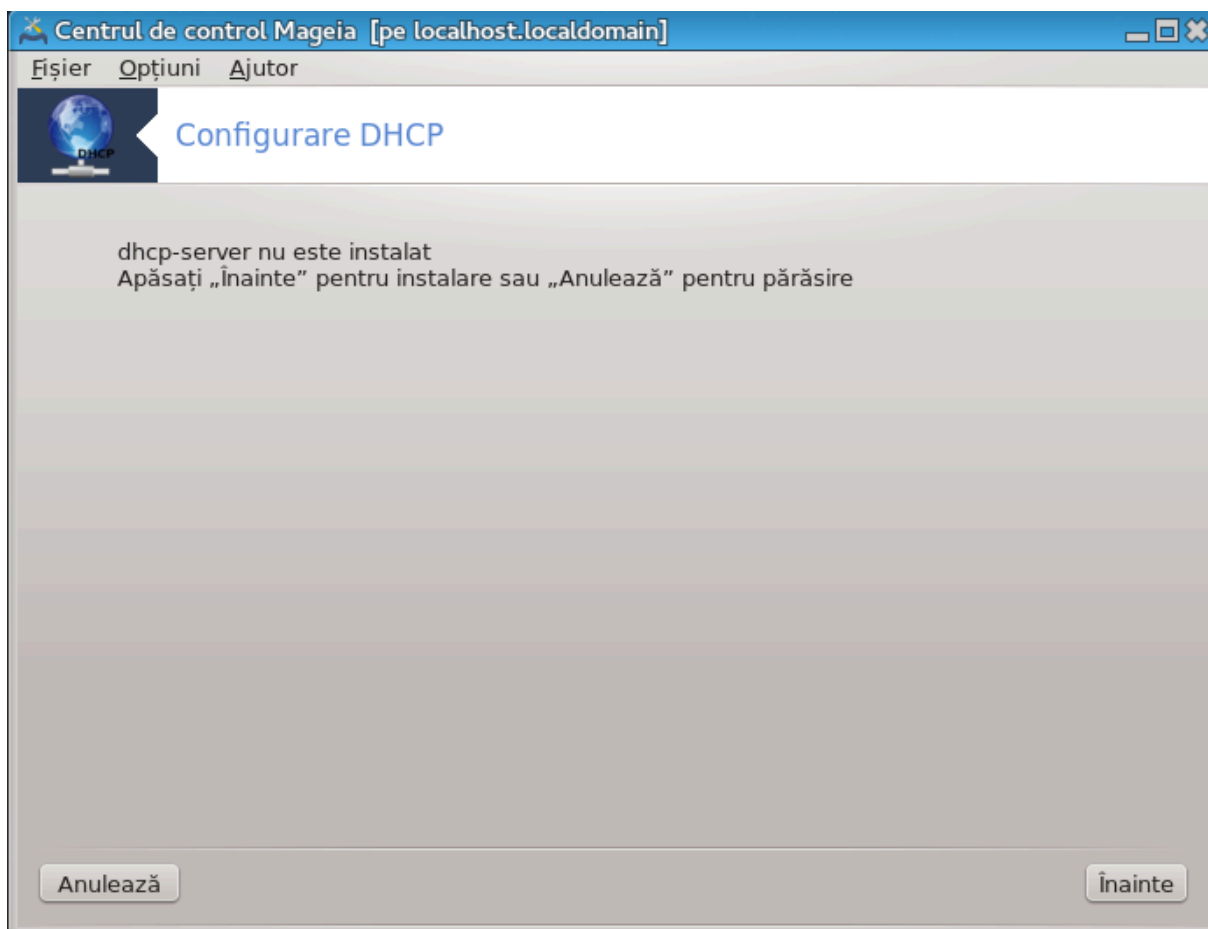 Centrul de control Mageia [pe localhost.localdomain]
Fișier Opțiuni Ajutor
DHCP
Configurare DHCP
dhcp-server nu este instalat
Apăsați „Înainte” pentru instalare sau „Anulează” pentru părăsire
Anulează
Înainte